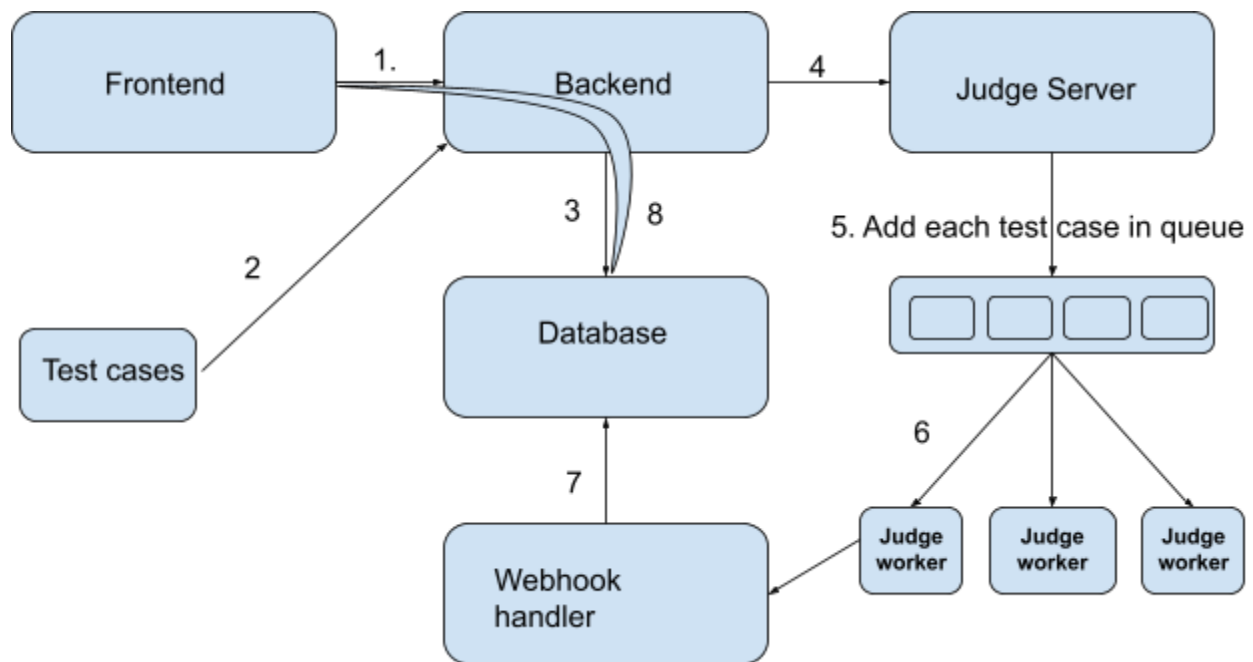 Frontend
1.
Backend
4
Judge Server
3
8
5. Add each test case in queue
2
Database
Test cases
6
7
Judge
worker
Judge
worker
Judge
worker
Webhook
handler